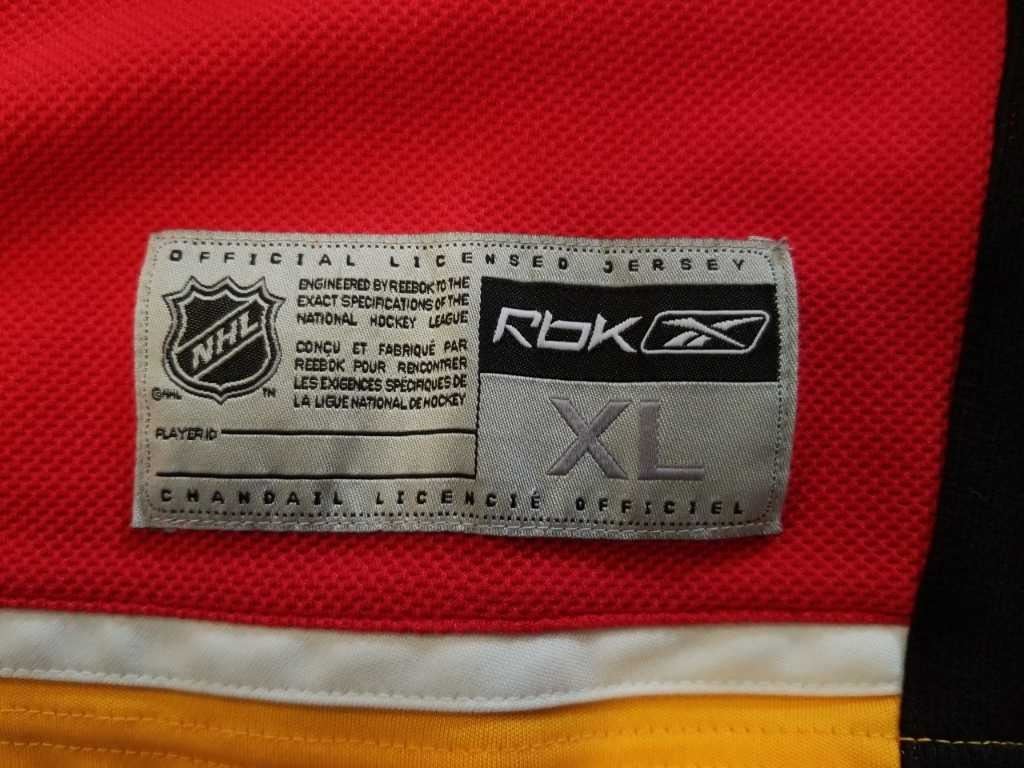 OFFICIAL LICENSED JERSEY
ENGINEERED BY REEBOK TO THE
EXACT SPECIFICATIONS OF THE
NATIONAL HOCKEY LEAGUE
CONÇU ET FABRIQUÉ PAR
REEBOK POUR RENCONTRER
LES EXIGENCES SPÉCIFIQUES DE
LA LIGUE NATIONAL DE HOCKEY
NHL
©NHL
™
PLAYER ID
Rbk
XL
CHANDAIL LICENCIÉ OFFICIEL